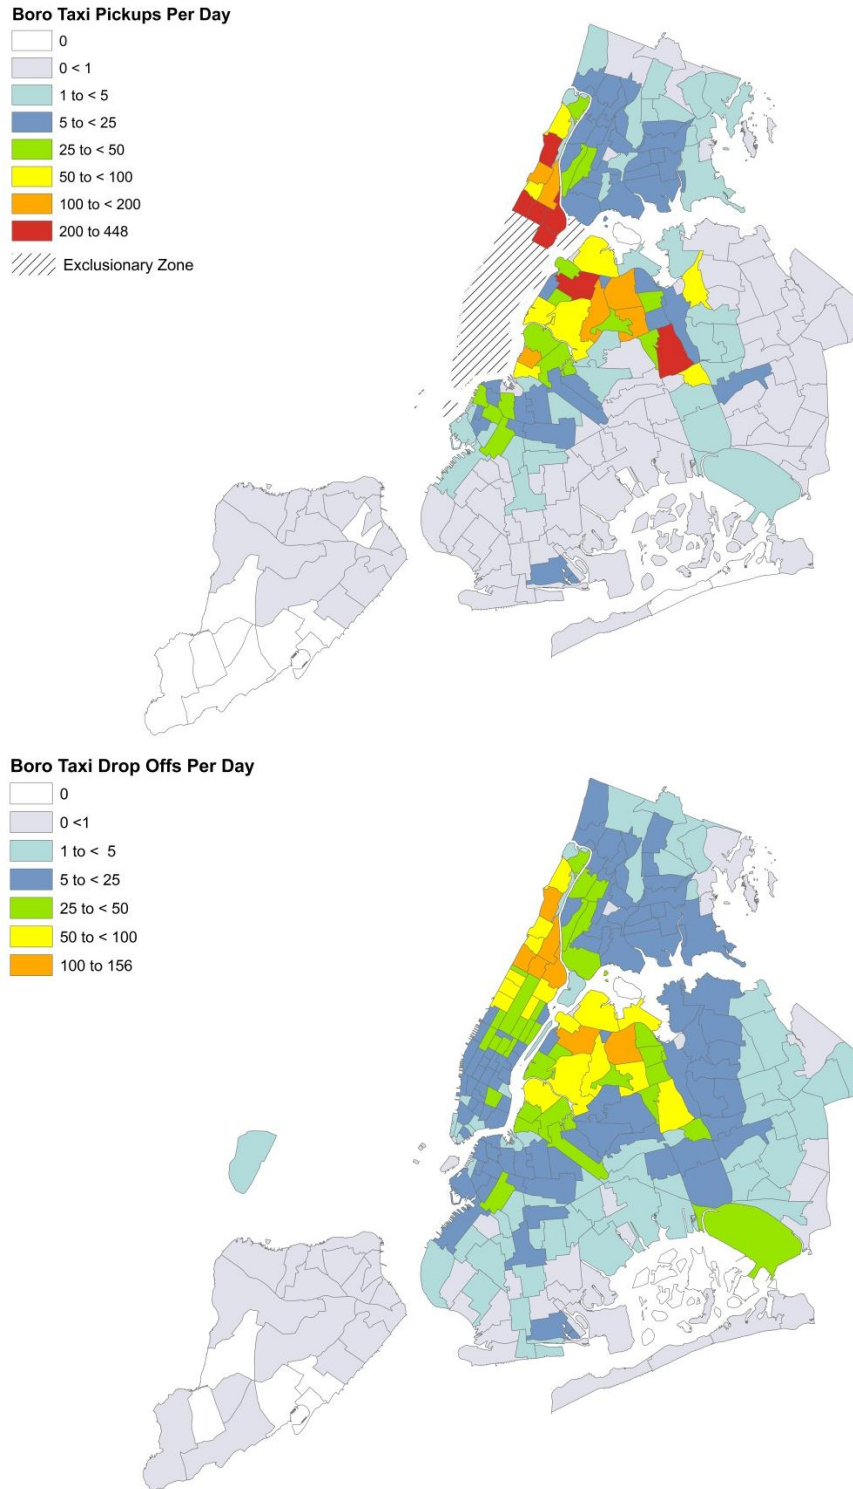 Boro Taxi Pickups Per Day
0
0 < 1
1 to < 5
5 to < 25
25 to < 50
50 to < 100
100 to < 200
200 to 448
Exclusionary Zone
Boro Taxi Drop Offs Per Day
0
0 <1
1 to < 5
5 to < 25
25 to < 50
50 to < 100
100 to 156